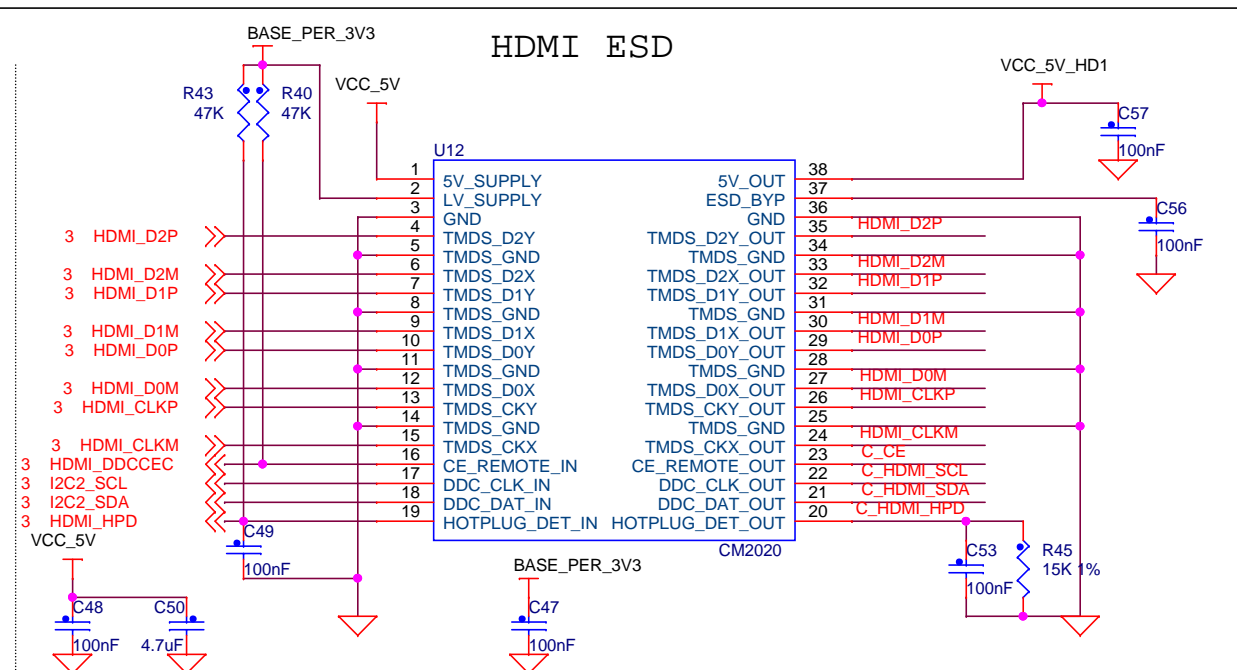 BASE_PER_3V3
HDMI ESD
VCC_5V_HD1
VCC_5V
R43
47K
R40
47K
C57
100nF
U12
1 5V_SUPPLY 5V_OUT 38
2 LV_SUPPLY ESD_BYP 37
3 GND GND 36
C56
100nF
3 HDMI_D2P 4 TMDS_D2Y TMDS_D2Y_OUT 35 HDMI_D2P
5 TMDS_GND TMDS_GND 34
3 HDMI_D2M 6 TMDS_D2X TMDS_D2X_OUT 33 HDMI_D2M
3 HDMI_D1P 7 TMDS_D1Y TMDS_D1Y_OUT 32 HDMI_D1P
8 TMDS_GND TMDS_GND 31
3 HDMI_D1M 9 TMDS_D1X TMDS_D1X_OUT 30 HDMI_D1M
3 HDMI_D0P 10 TMDS_D0Y TMDS_D0Y_OUT 29 HDMI_D0P
11 TMDS_GND TMDS_GND 28
3 HDMI_D0M 12 TMDS_D0X TMDS_D0X_OUT 27 HDMI_D0M
3 HDMI_CLKP 13 TMDS_CKY TMDS_CKY_OUT 26 HDMI_CLKP
14 TMDS_GND TMDS_GND 25
3 HDMI_CLKM 15 TMDS_CKX TMDS_CKX_OUT 24 HDMI_CLKM
3 HDMI_DDCCEC 16 CE_REMOTE_IN CE_REMOTE_OUT 23 C_CE
3 I2C2_SCL 17 DDC_CLK_IN DDC_CLK_OUT 22 C_HDMI_SCL
3 I2C2_SDA 18 DDC_DAT_IN DDC_DAT_OUT 21 C_HDMI_SDA
3 HDMI_HPD 19 HOTPLUG_DET_IN HOTPLUG_DET_OUT 20 C_HDMI_HPD
CM2020
VCC_5V
C49
100nF
BASE_PER_3V3
C53
100nF
R45
15K 1%
C48
100nF
C50
4.7uF
C47
100nF